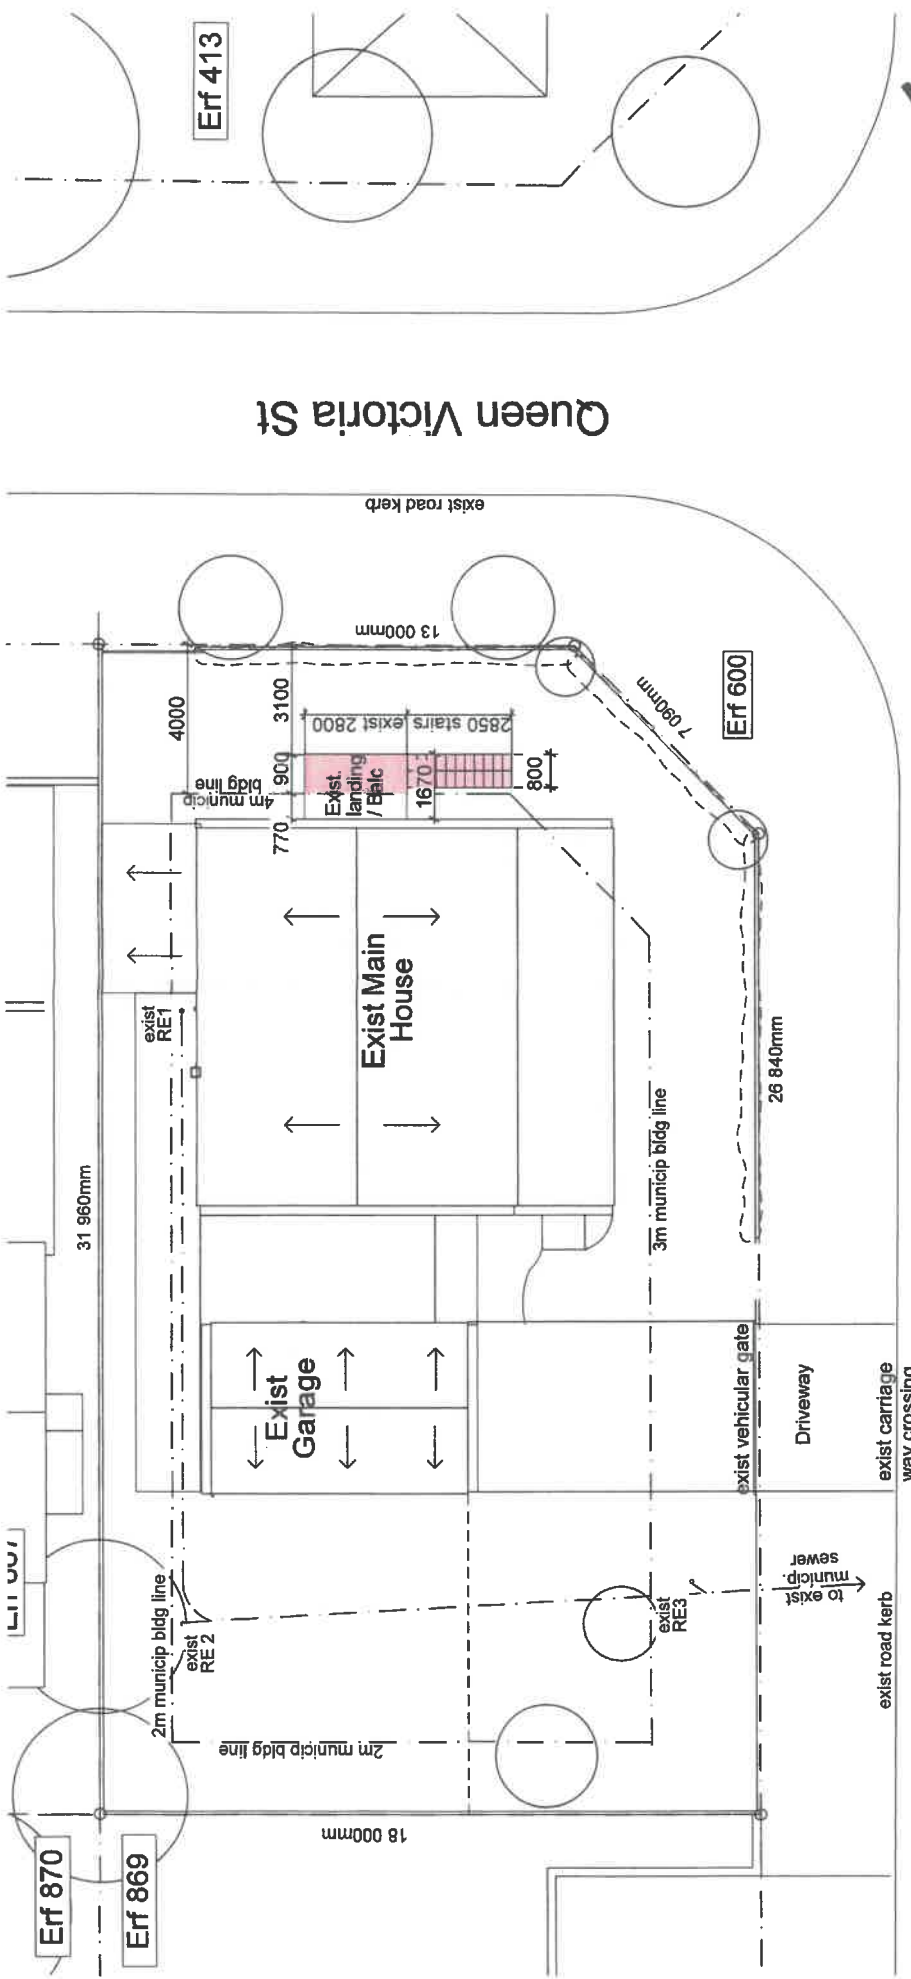 Erf 413
Queen Victoria St
exist road kerb
13 000mm
4000
3100
900
770
4m municip
bldg line
exist 2800
2850 stairs
Exist.
landing
/ Balc
1670
800
7 090mm
Erf 600
exist
RE1
Exist Main
House
31 960mm
3m municip bldg line
26 840mm
Exist
Garage
exist vehicular gate
Driveway
exist carriage
way crossing
2m municip bldg line
exist
RE 2
exist
RE3
to exist
municip.
sewer
exist road kerb
2m municip bldg line
18 000mm
Erf 870
Erf 869